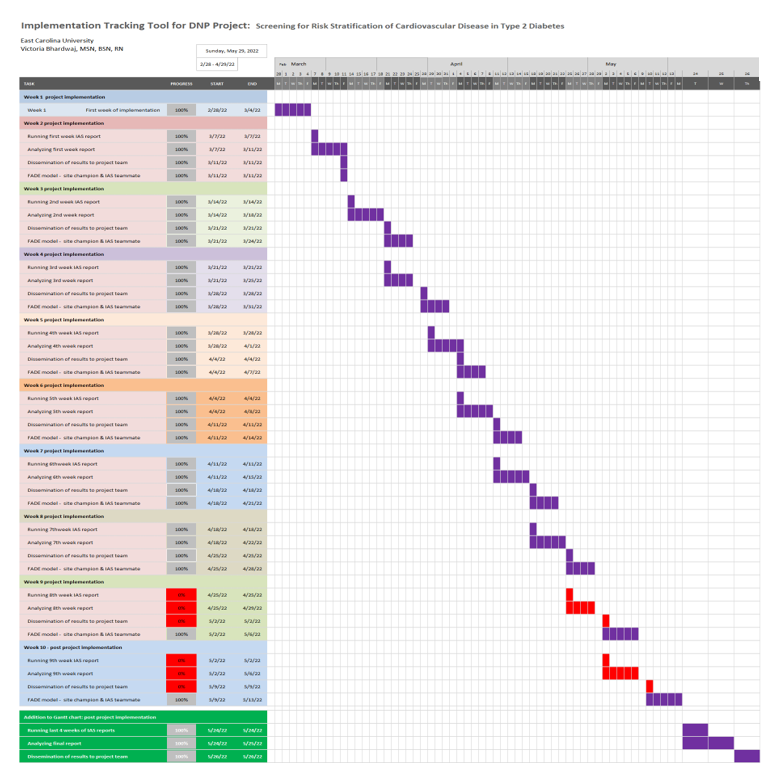 Implementation Tracking Tool for DNP Project: Screening for Risk Stratification of Cardiovascular Disease in Type 2 Diabetes
East Carolina University
Victoria Bhardwaj, MSN, BSN, RN
Sunday, May 29, 2022
2/28 - 4/29/22
Feb March April May
TASK PROGRESS START END
Week 1 project implementation
Week 1 First week of implementation 100% 2/28/22 3/4/22
Week 2 project implementation
Running first week IAS report 100% 3/7/22 3/7/22
Analyzing first week report 100% 3/7/22 3/11/22
Dissemination of results to project team 100% 3/11/22 3/11/22
FADE model - site champion & IAS teammate 100% 3/11/22 3/11/22
Week 3 project implementation
Running 2nd week IAS report 100% 3/14/22 3/14/22
Analyzing 2nd week report 100% 3/14/22 3/18/22
Dissemination of results to project team 100% 3/21/22 3/21/22
FADE model - site champion & IAS teammate 100% 3/21/22 3/24/22
Week 4 project implementation
Running 3rd week IAS report 100% 3/21/22 3/21/22
Analyzing 3rd week report 100% 3/21/22 3/25/22
Dissemination of results to project team 100% 3/28/22 3/28/22
FADE model - site champion & IAS teammate 100% 3/28/22 3/31/22
Week 5 project implementation
Running 4th week IAS report 100% 3/28/22 3/28/22
Analyzing 4th week report 100% 3/28/22 4/1/22
Dissemination of results to project team 100% 4/4/22 4/4/22
FADE model - site champion & IAS teammate 100% 4/4/22 4/7/22
Week 6 project implementation
Running 5th week IAS report 100% 4/4/22 4/4/22
Analyzing 5th week report 100% 4/4/22 4/8/22
Dissemination of results to project team 100% 4/11/22 4/11/22
FADE model - site champion & IAS teammate 100% 4/11/22 4/14/22
Week 7 project implementation
Running 6thweek IAS report 100% 4/11/22 4/11/22
Analyzing 6th week report 100% 4/11/22 4/15/22
Dissemination of results to project team 100% 4/18/22 4/18/22
FADE model - site champion & IAS teammate 100% 4/18/22 4/21/22
Week 8 project implementation
Running 7thweek IAS report 100% 4/18/22 4/18/22
Analyzing 7th week report 100% 4/18/22 4/22/22
Dissemination of results to project team 100% 4/25/22 4/25/22
FADE model - site champion & IAS teammate 100% 4/25/22 4/28/22
Week 9 project implementation
Running 8th week IAS report 0% 4/25/22 4/25/22
Analyzing 8th week report 0% 4/25/22 4/29/22
Dissemination of results to project team 0% 5/2/22 5/2/22
FADE model - site champion & IAS teammate 100% 5/2/22 5/6/22
Week 10 - post project implementation
Running 9th week IAS report 0% 5/2/22 5/2/22
Analyzing 9th week report 0% 5/2/22 5/6/22
Dissemination of results to project team 0% 5/9/22 5/9/22
FADE model - site champion & IAS teammate 100% 5/9/22 5/13/22
Addition to Gantt chart: post project implementation
Running last 4 weeks of IAS reports 100% 5/24/22 5/24/22
Analyzing final report 100% 5/24/22 5/25/22
Dissemination of results to project team 100% 5/26/22 5/26/22